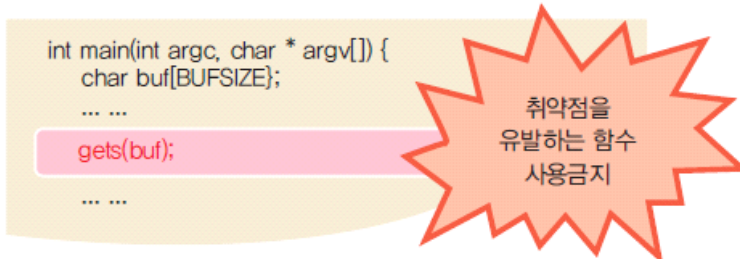 int main(int argc, char * argv[]) {
char buf[BUFSIZE};
... ...
gets(buf);
... ...
취약점을
유발하는 함수
사용금지